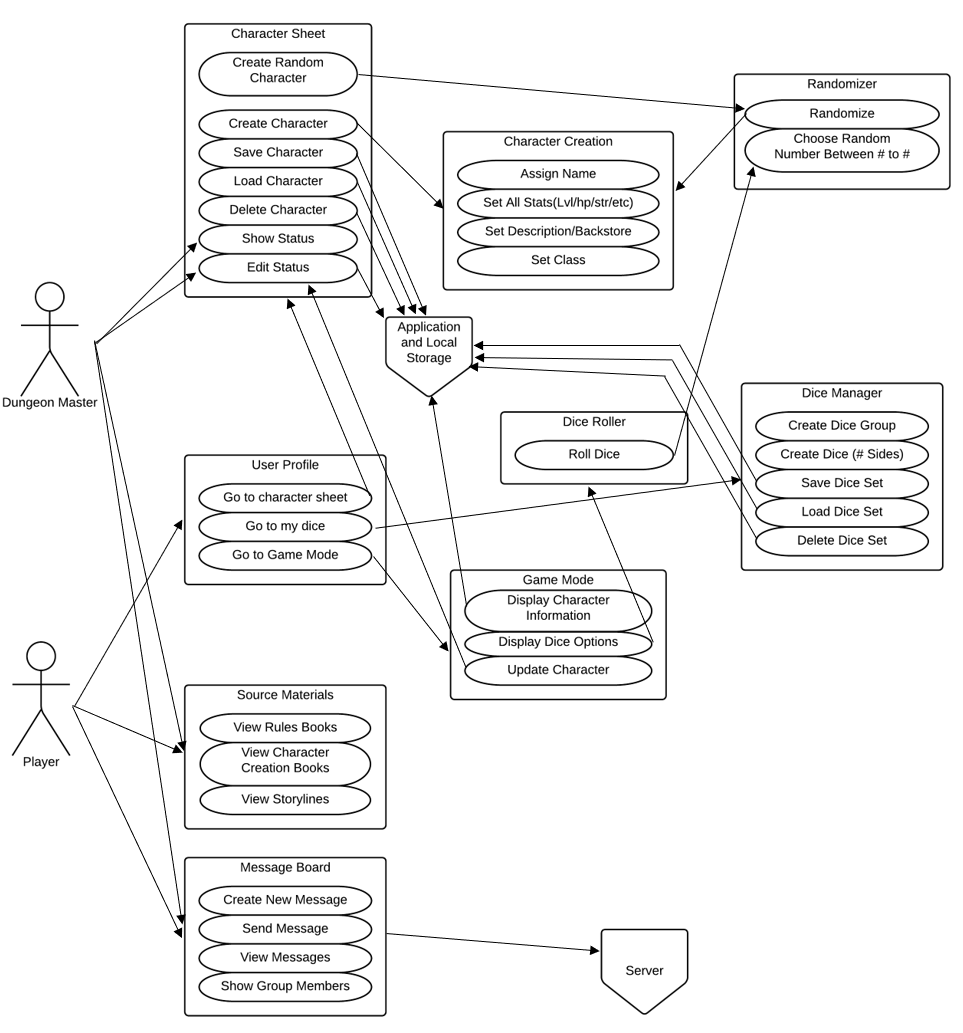 Character Sheet
Create Random
Character
Create Character
Save Character
Load Character
Delete Character
Show Status
Edit Status
Randomizer
Randomize
Choose Random
Number Between # to #
Character Creation
Assign Name
Set All Stats(Lvl/hp/str/etc)
Set Description/Backstore
Set Class
Dungeon Master
Application
and Local
Storage
Dice Manager
Create Dice Group
Create Dice (# Sides)
Save Dice Set
Load Dice Set
Delete Dice Set
Dice Roller
Roll Dice
User Profile
Go to character sheet
Go to my dice
Go to Game Mode
Game Mode
Display Character
Information
Display Dice Options
Update Character
Player
Source Materials
View Rules Books
View Character
Creation Books
View Storylines
Message Board
Create New Message
Send Message
View Messages
Show Group Members
Server